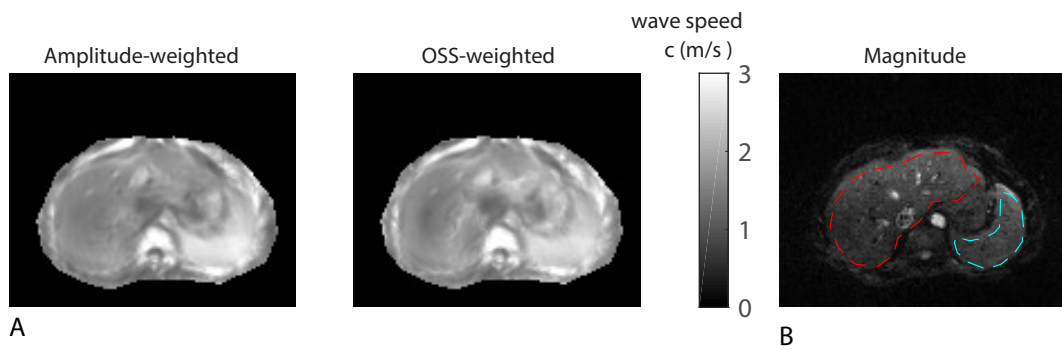 Amplitude-weighted
OSS-weighted
wave speed
c (m/s )
3
2
1
0
Magnitude
A
B